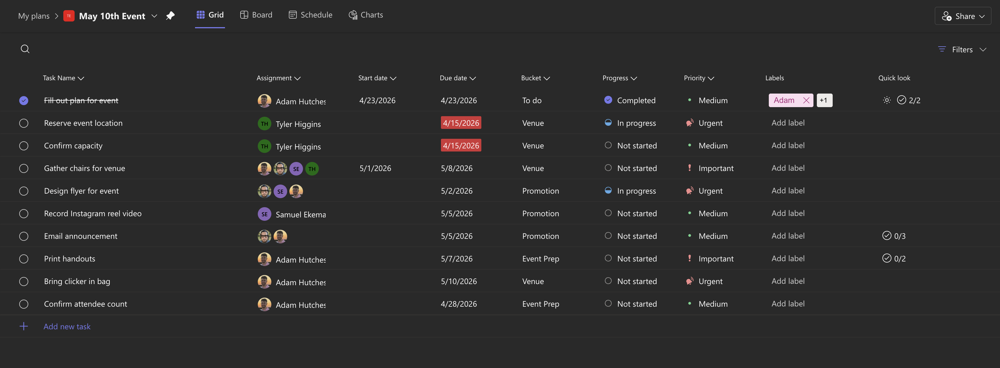 My plans > TE May 10th Event Grid Board Schedule Charts Share
Filters
Task Name Assignment Start date Due date Bucket Progress Priority Labels Quick look
Fill out plan for event Adam Hutches 4/23/2026 4/23/2026 To do Completed Medium Adam +1 2/2
Reserve event location TH Tyler Higgins 4/15/2026 Venue In progress Urgent Add label
Confirm capacity TH Tyler Higgins 4/15/2026 Venue Not started Medium Add label
Gather chairs for venue SE TH 5/1/2026 5/8/2026 Venue Not started Important Add label
Design flyer for event SE 5/2/2026 Promotion In progress Urgent Add label
Record Instagram reel video SE Samuel Ekema 5/5/2026 Promotion Not started Medium Add label
Email announcement 5/5/2026 Promotion Not started Medium Add label 0/3
Print handouts Adam Hutches 5/7/2026 Event Prep Not started Important Add label 0/2
Bring clicker in bag Adam Hutches 5/10/2026 Venue Not started Urgent Add label
Confirm attendee count Adam Hutches 4/28/2026 Event Prep Not started Medium Add label
Add new task